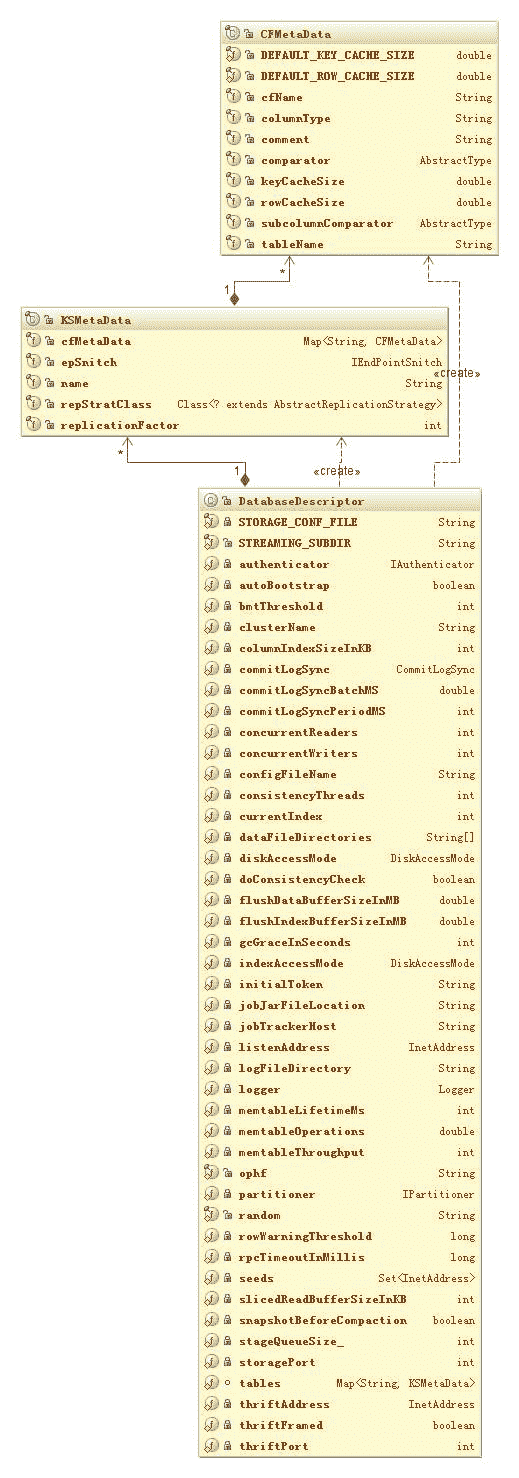 CFMetaData
DEFAULT_KEY_CACHE_SIZE double
DEFAULT_ROW_CACHE_SIZE double
cfName String
columnType String
comment String
comparator AbstractType
keyCacheSize double
rowCacheSize double
subcolumnComparator AbstractType
tableName String
*
1
KSMetaData
cfMetaData Map<String, CFMetaData>
epSnitch IEndPointSnitch
«create»
name String
repStratClass Class<? extends AbstractReplicationStrategy>
replicationFactor int
*
1
«create»
DatabaseDescriptor
STORAGE_CONF_FILE String
STREAMING_SUBDIR String
authenticator IAuthenticator
autoBootstrap boolean
bmtThreshold int
clusterName String
columnIndexSizeInKB int
commitLogSync CommitLogSync
commitLogSyncBatchMS double
commitLogSyncPeriodMS int
concurrentReaders int
concurrentWriters int
configFileName String
consistencyThreads int
currentIndex int
dataFileDirectories String[]
diskAccessMode DiskAccessMode
doConsistencyCheck boolean
flushDataBufferSizeInMB double
flushIndexBufferSizeInMB double
gcGraceInSeconds int
indexAccessMode DiskAccessMode
initialToken String
jobJarFileLocation String
jobTrackerHost String
listenAddress InetAddress
logFileDirectory String
logger Logger
memtableLifetimeMs int
memtableOperations double
memtableThroughput int
ophf String
partitioner IPartitioner
random String
rowWarningThreshold long
rpcTimeoutInMillis long
seeds Set<InetAddress>
slicedReadBufferSizeInKB int
snapshotBeforeCompaction boolean
stageQueueSize_ int
storagePort int
tables Map<String, KSMetaData>
thriftAddress InetAddress
thriftFramed boolean
thriftPort int